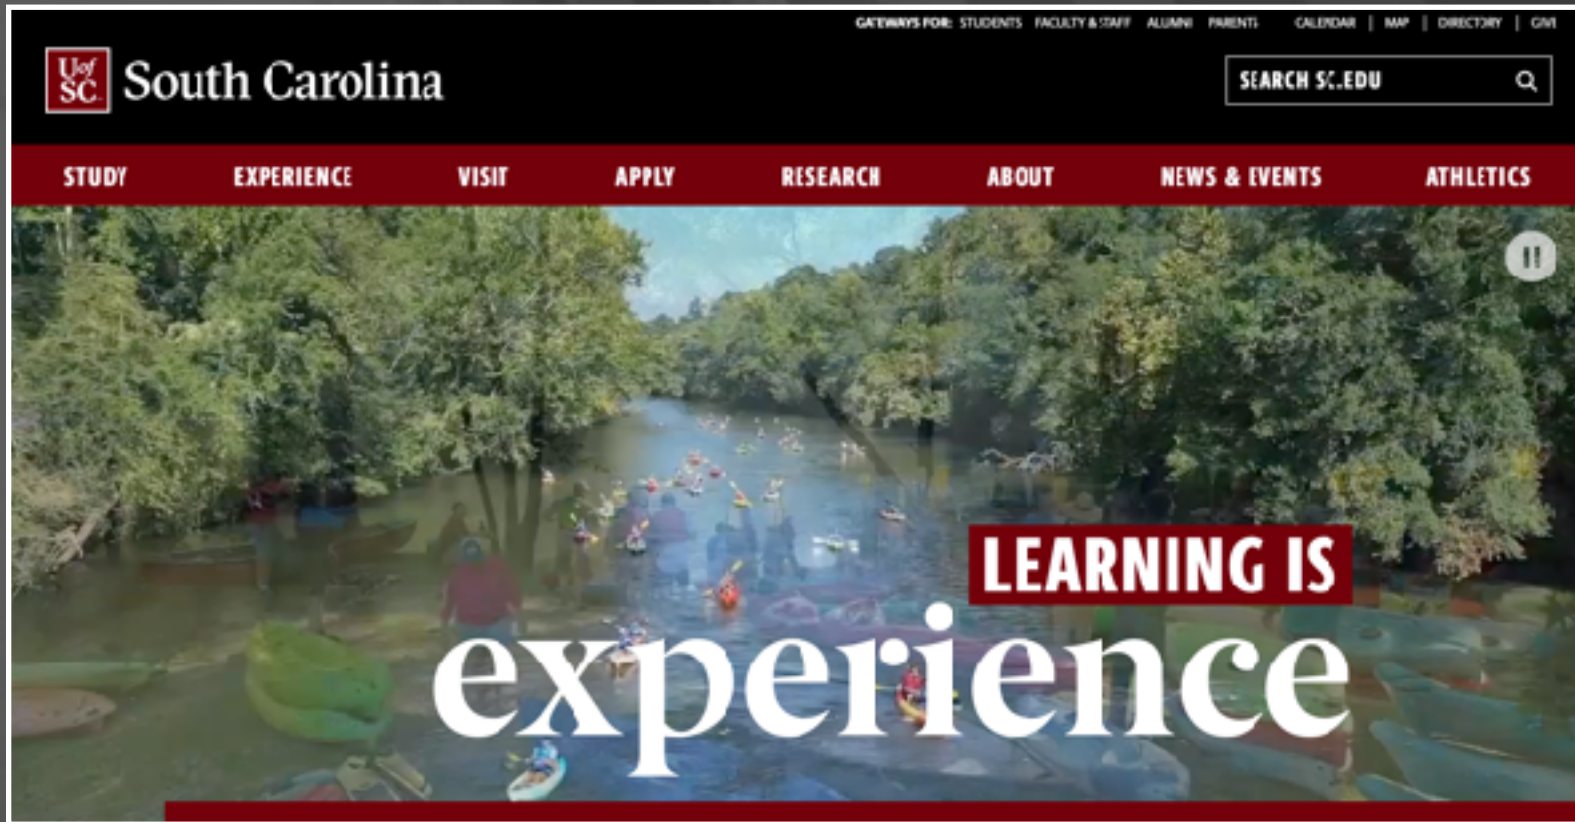 GATEWAYS FOR: STUDENTS FACULTY & STAFF ALUMNI PARENTS CALENDAR | MAP | DIRECTORY | GIVE
UofSC South Carolina
SEARCH SC.EDU
STUDY EXPERIENCE VISIT APPLY RESEARCH ABOUT NEWS & EVENTS ATHLETICS
LEARNING IS
experience